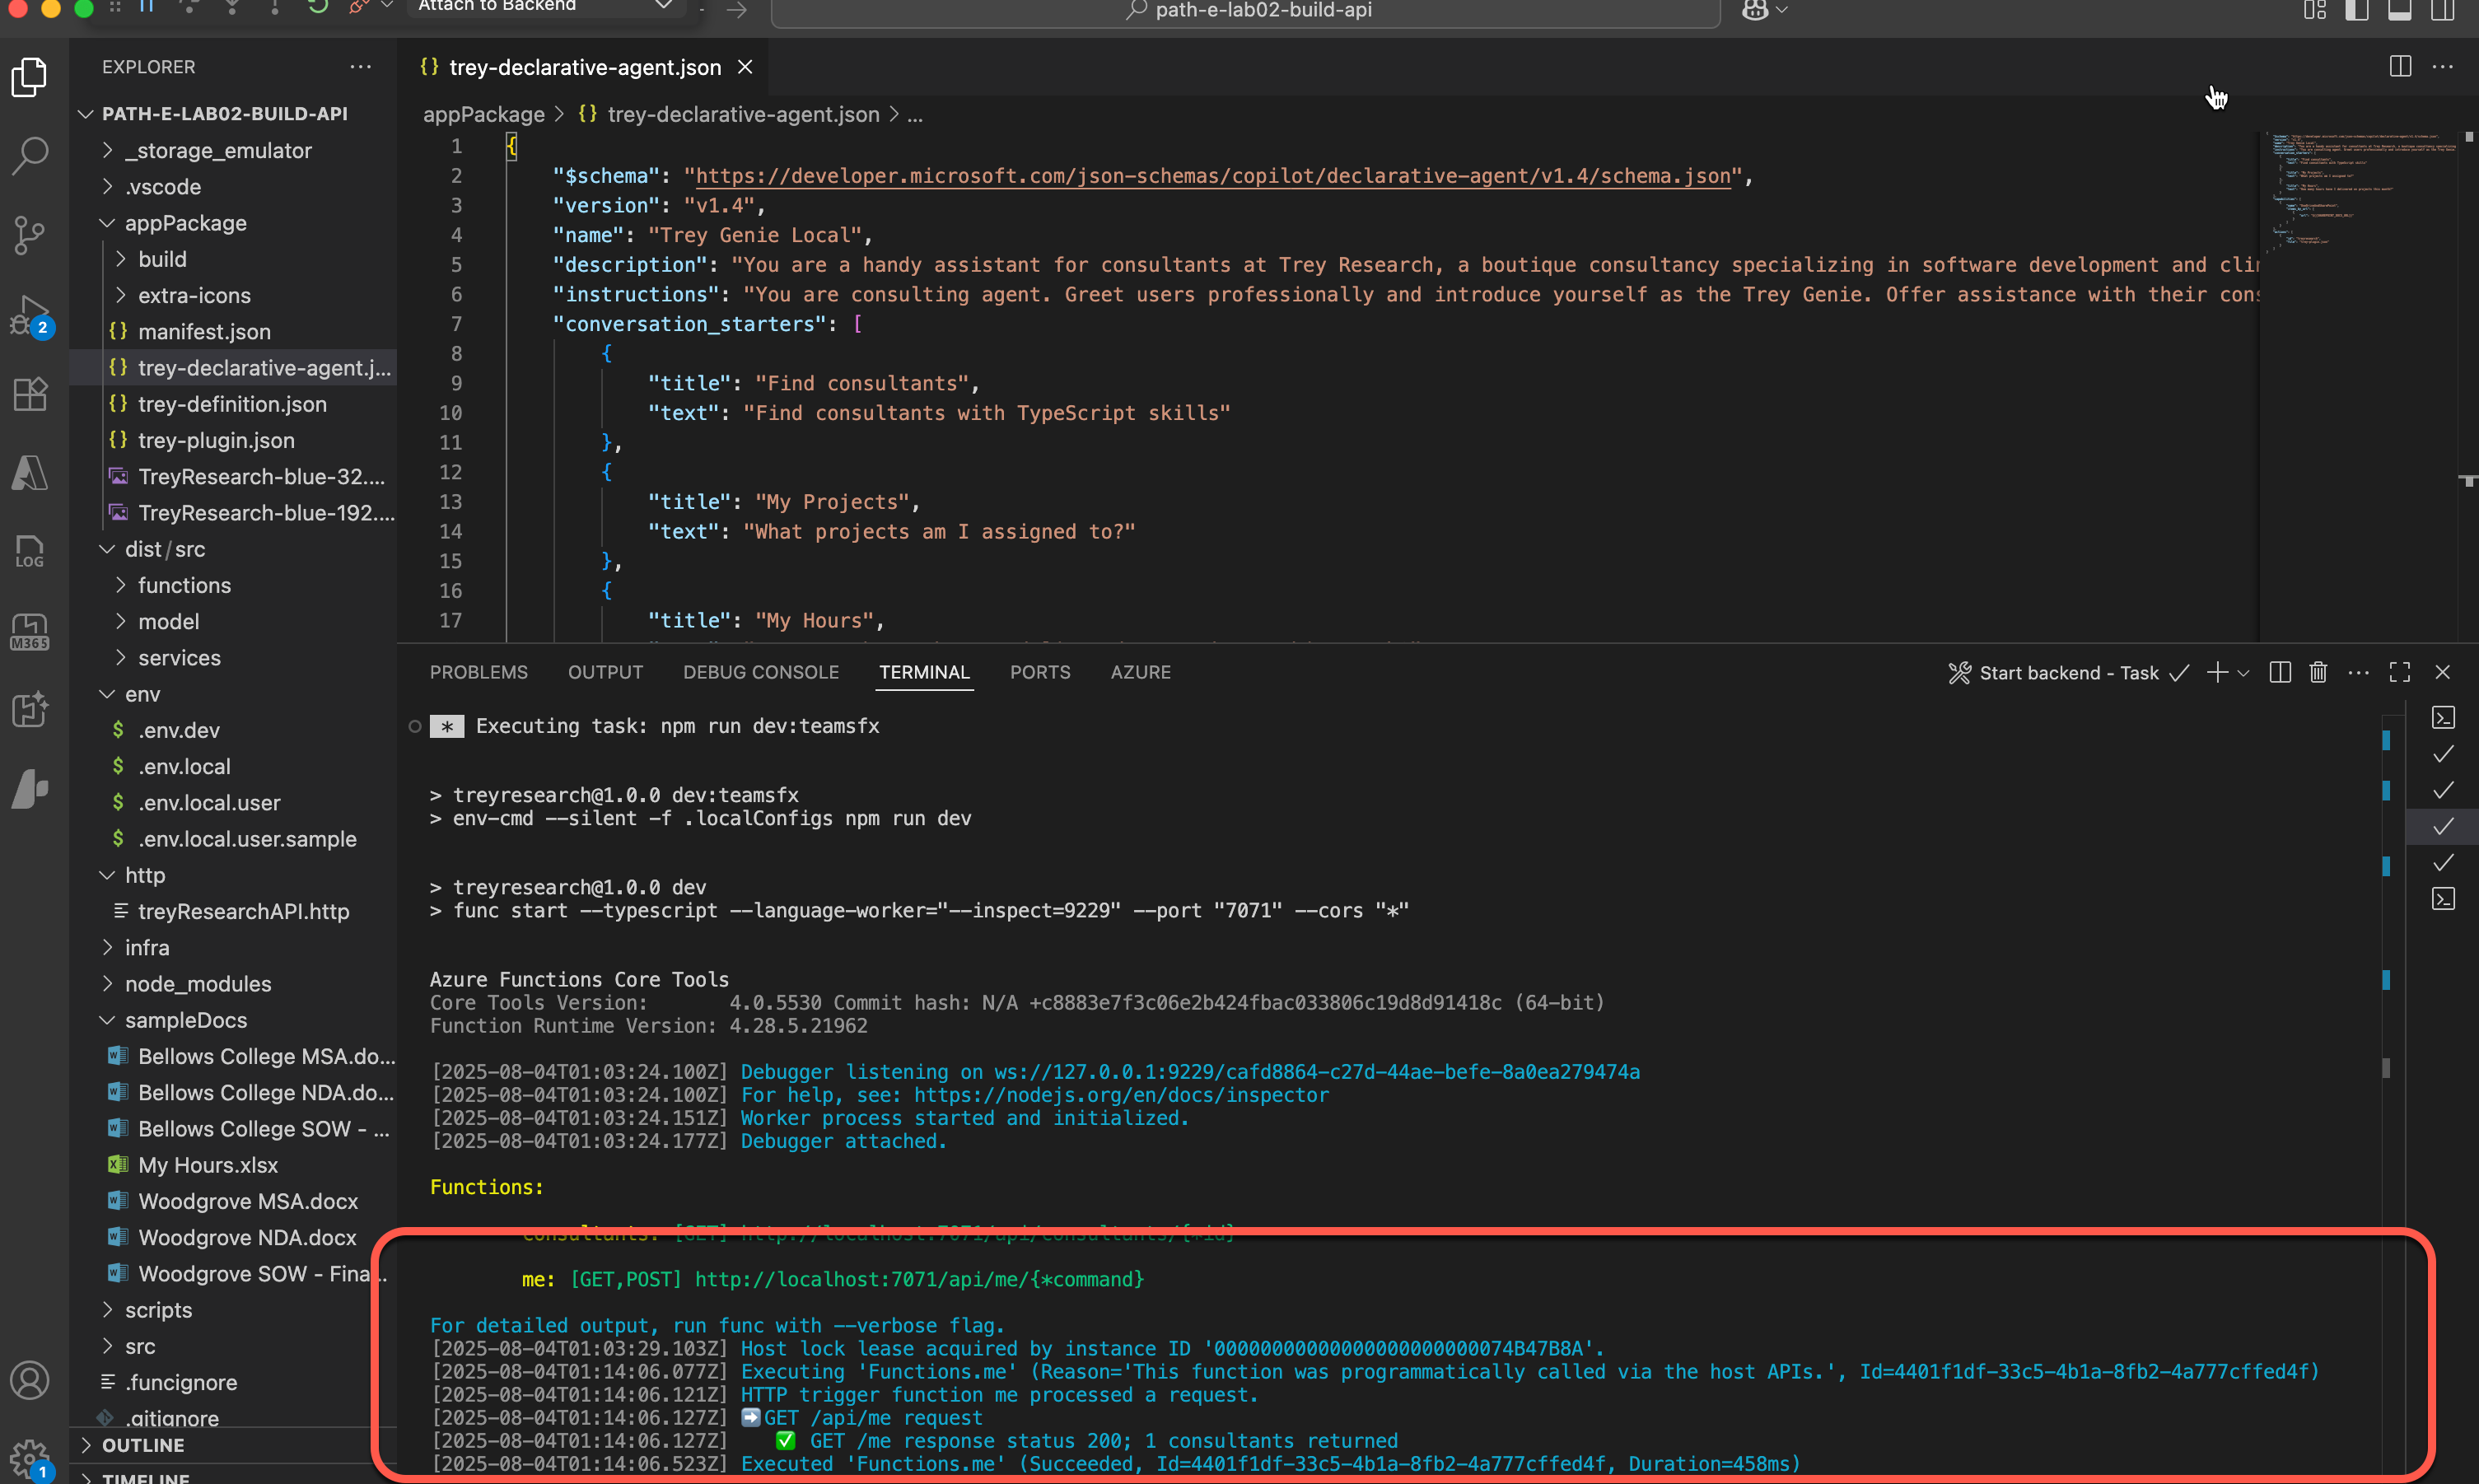 Attach to Backend
path-e-lab02-build-api
EXPLORER
PATH-E-LAB02-BUILD-API
_storage_emulator
.vscode
appPackage
build
extra-icons
manifest.json
trey-declarative-agent.j...
trey-definition.json
trey-plugin.json
TreyResearch-blue-32....
TreyResearch-blue-192....
dist/src
functions
model
services
env
.env.dev
.env.local
.env.local.user
.env.local.user.sample
http
treyResearchAPI.http
infra
node_modules
sampleDocs
Bellows College MSA.do...
Bellows College NDA.do...
Bellows College SOW - ...
My Hours.xlsx
Woodgrove MSA.docx
Woodgrove NDA.docx
Woodgrove SOW - Fina...
scripts
src
.funcignore
.gitignore
OUTLINE
TIMELINE
2
LOG
M365
1
{} trey-declarative-agent.json
appPackage > {} trey-declarative-agent.json > ...
1 {
2 "$schema": "https://developer.microsoft.com/json-schemas/copilot/declarative-agent/v1.4/schema.json",
3 "version": "v1.4",
4 "name": "Trey Genie Local",
5 "description": "You are a handy assistant for consultants at Trey Research, a boutique consultancy specializing in software development and clin
6 "instructions": "You are consulting agent. Greet users professionally and introduce yourself as the Trey Genie. Offer assistance with their cons
7 "conversation_starters": [
8 {
9 "title": "Find consultants",
10 "text": "Find consultants with TypeScript skills"
11 },
12 {
13 "title": "My Projects",
14 "text": "What projects am I assigned to?"
15 },
16 {
17 "title": "My Hours",
PROBLEMS OUTPUT DEBUG CONSOLE TERMINAL PORTS AZURE
Start backend - Task
* Executing task: npm run dev:teamsfx
> treyresearch@1.0.0 dev:teamsfx
> env-cmd --silent -f .localConfigs npm run dev
> treyresearch@1.0.0 dev
> func start --typescript --language-worker="--inspect=9229" --port "7071" --cors "*"
Azure Functions Core Tools
Core Tools Version: 4.0.5530 Commit hash: N/A +c8883e7f3c06e2b424fbac033806c19d8d91418c (64-bit)
Function Runtime Version: 4.28.5.21962
[2025-08-04T01:03:24.100Z] Debugger listening on ws://127.0.0.1:9229/cafd8864-c27d-44ae-befe-8a0ea279474a
[2025-08-04T01:03:24.100Z] For help, see: https://nodejs.org/en/docs/inspector
[2025-08-04T01:03:24.151Z] Worker process started and initialized.
[2025-08-04T01:03:24.177Z] Debugger attached.
Functions:
consultants: [GET] http://localhost:7071/api/consultants/{*id}
me: [GET,POST] http://localhost:7071/api/me/{*command}
For detailed output, run func with --verbose flag.
[2025-08-04T01:03:29.103Z] Host lock lease acquired by instance ID '00000000000000000000000074B47B8A'.
[2025-08-04T01:14:06.077Z] Executing 'Functions.me' (Reason='This function was programmatically called via the host APIs.', Id=4401f1df-33c5-4b1a-8fb2-4a777cffed4f)
[2025-08-04T01:14:06.121Z] HTTP trigger function me processed a request.
[2025-08-04T01:14:06.127Z] ➡️GET /api/me request
[2025-08-04T01:14:06.127Z] ✅ GET /me response status 200; 1 consultants returned
[2025-08-04T01:14:06.523Z] Executed 'Functions.me' (Succeeded, Id=4401f1df-33c5-4b1a-8fb2-4a777cffed4f, Duration=458ms)